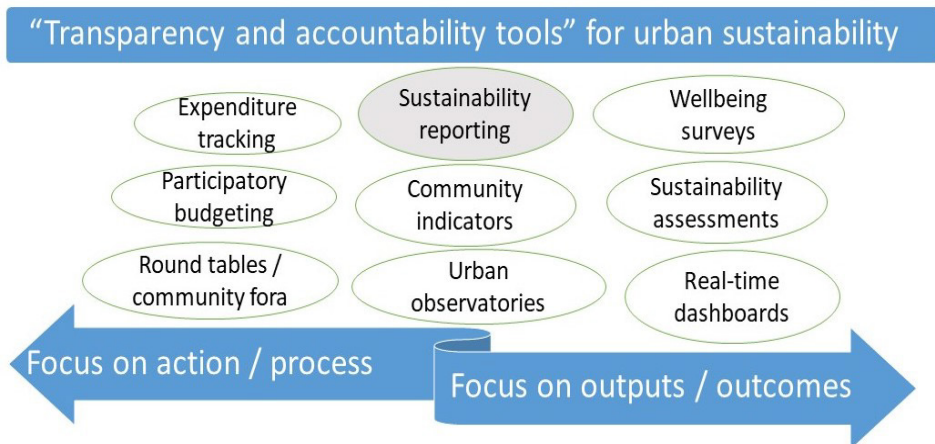 “Transparency and accountability tools” for urban sustainability
Expenditure
tracking
Sustainability
reporting
Wellbeing
surveys
Participatory
budgeting
Community
indicators
Sustainability
assessments
Round tables /
community fora
Urban
observatories
Real-time
dashboards
Focus on action / process
Focus on outputs / outcomes